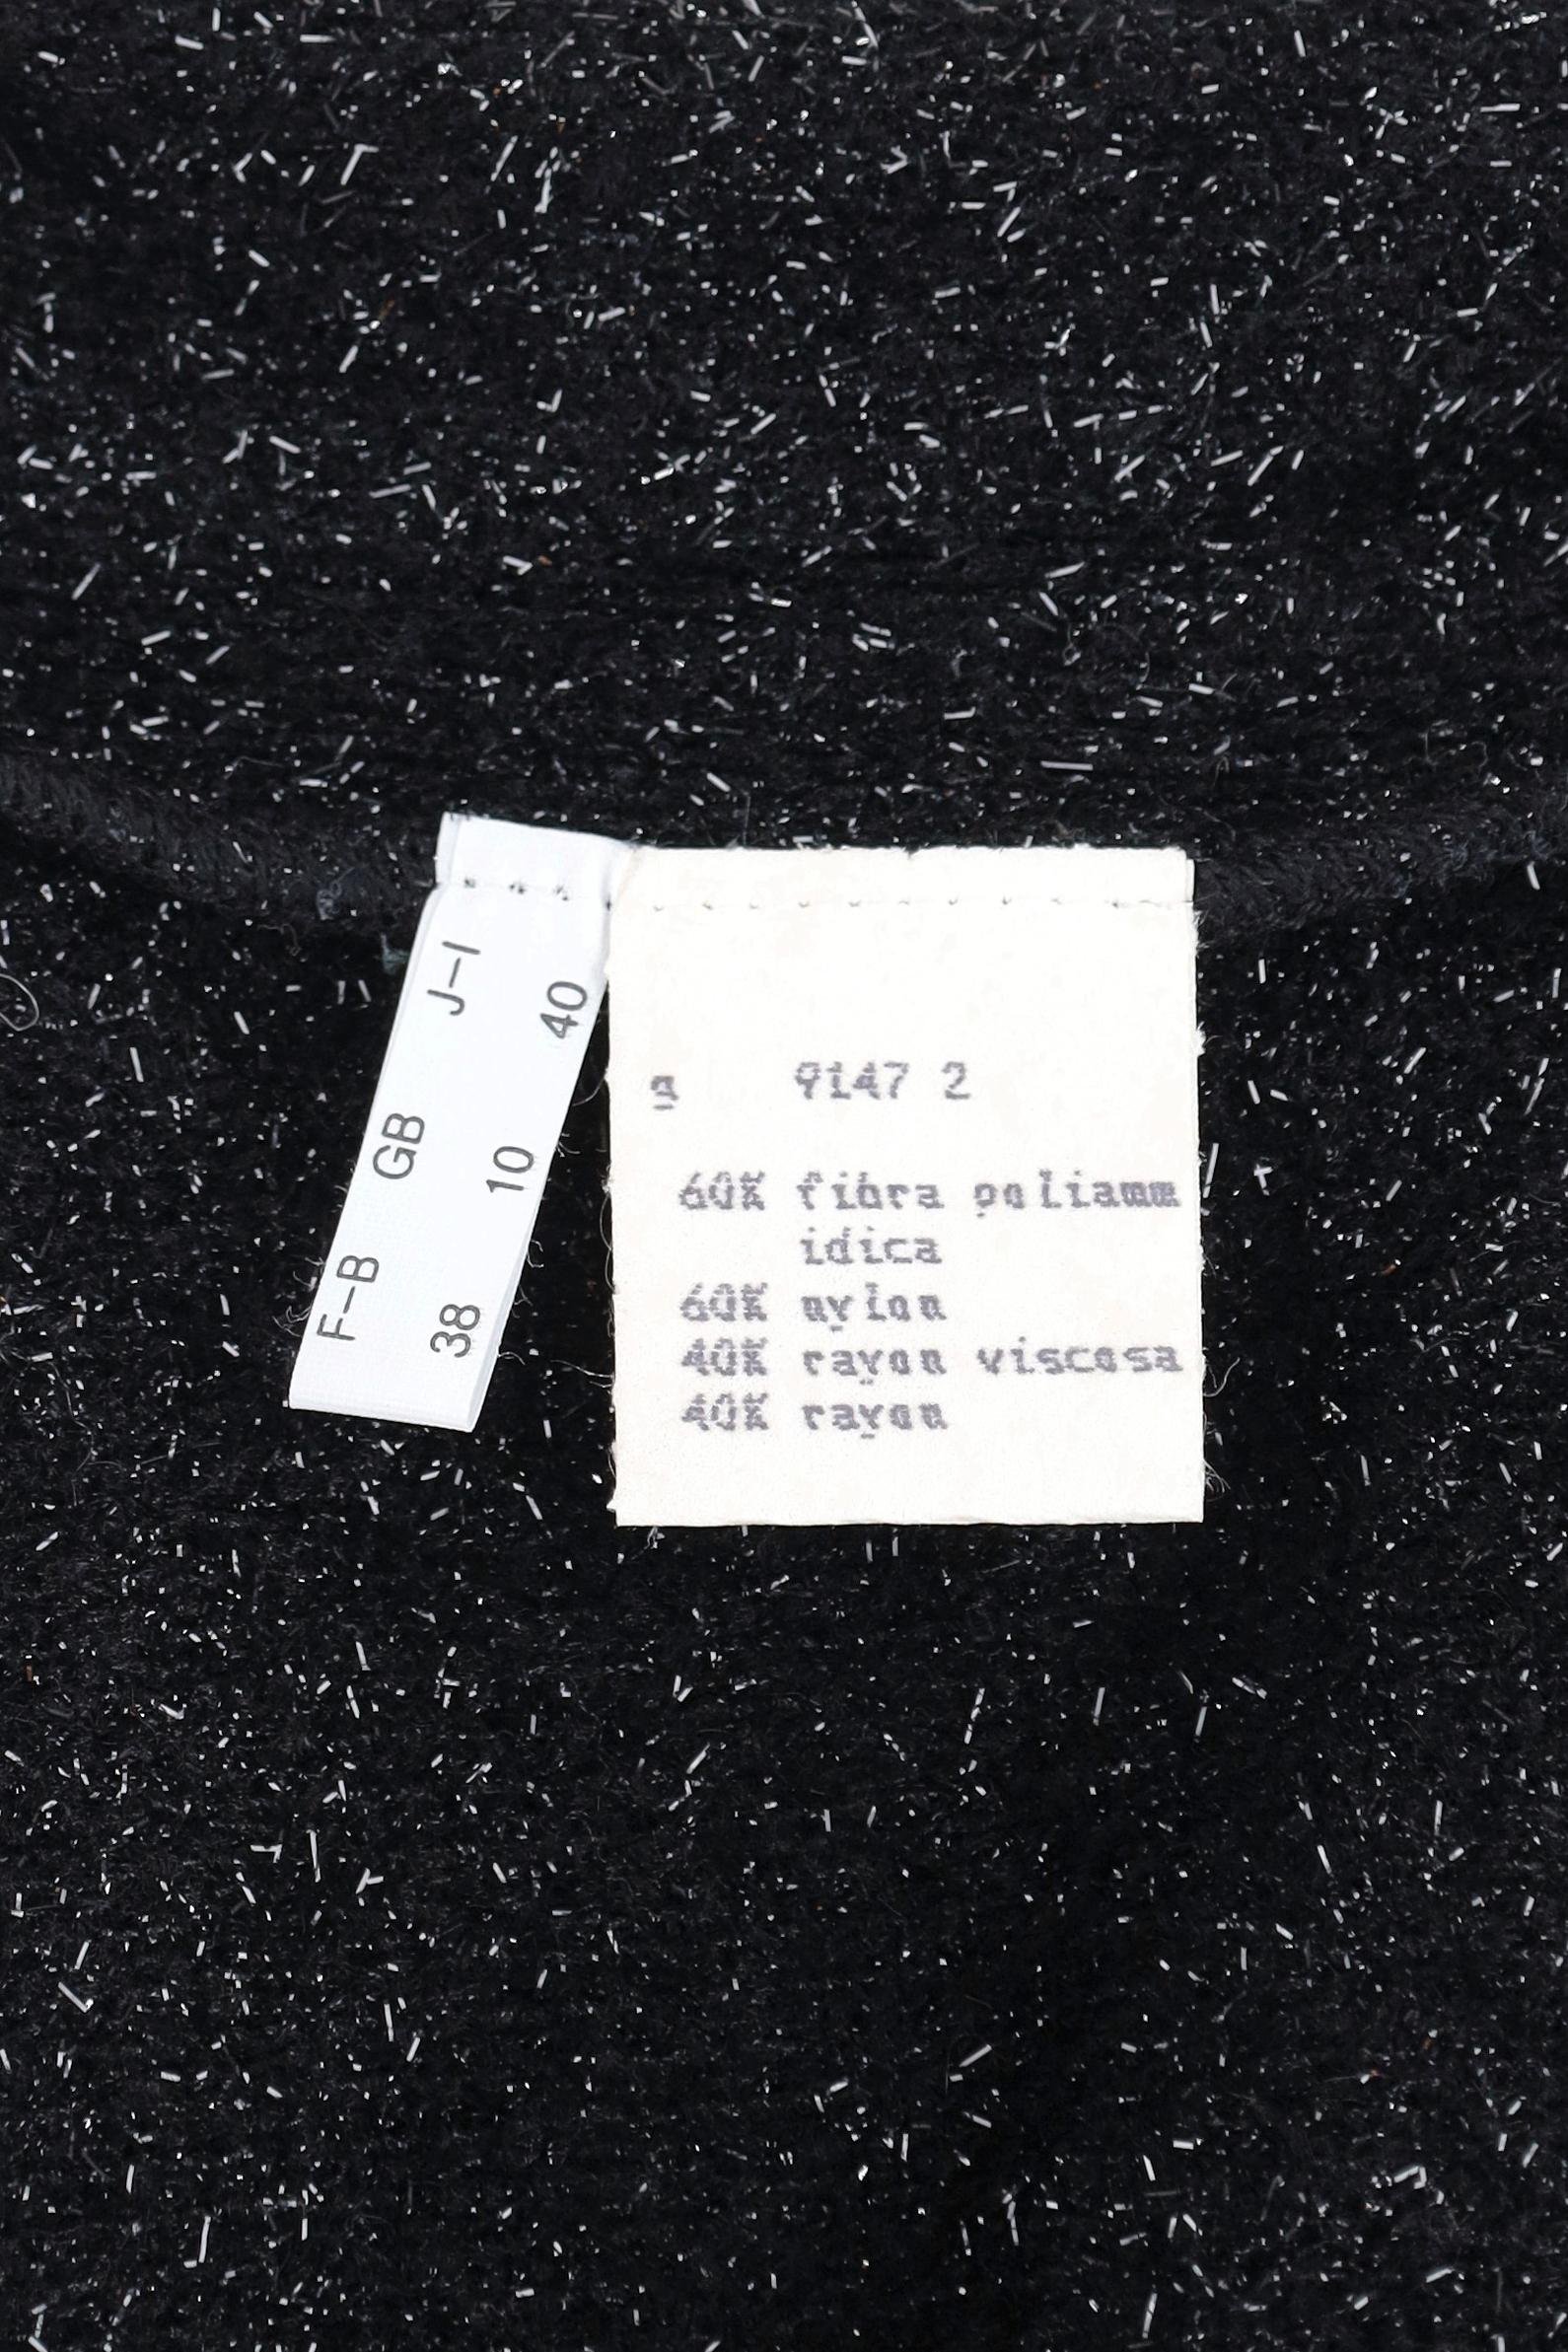 F–B GB J–I
38 10 40
g 9147 2
60% fibra poliamm
idica
60% nylon
40% rayon viscosa
40% rayon